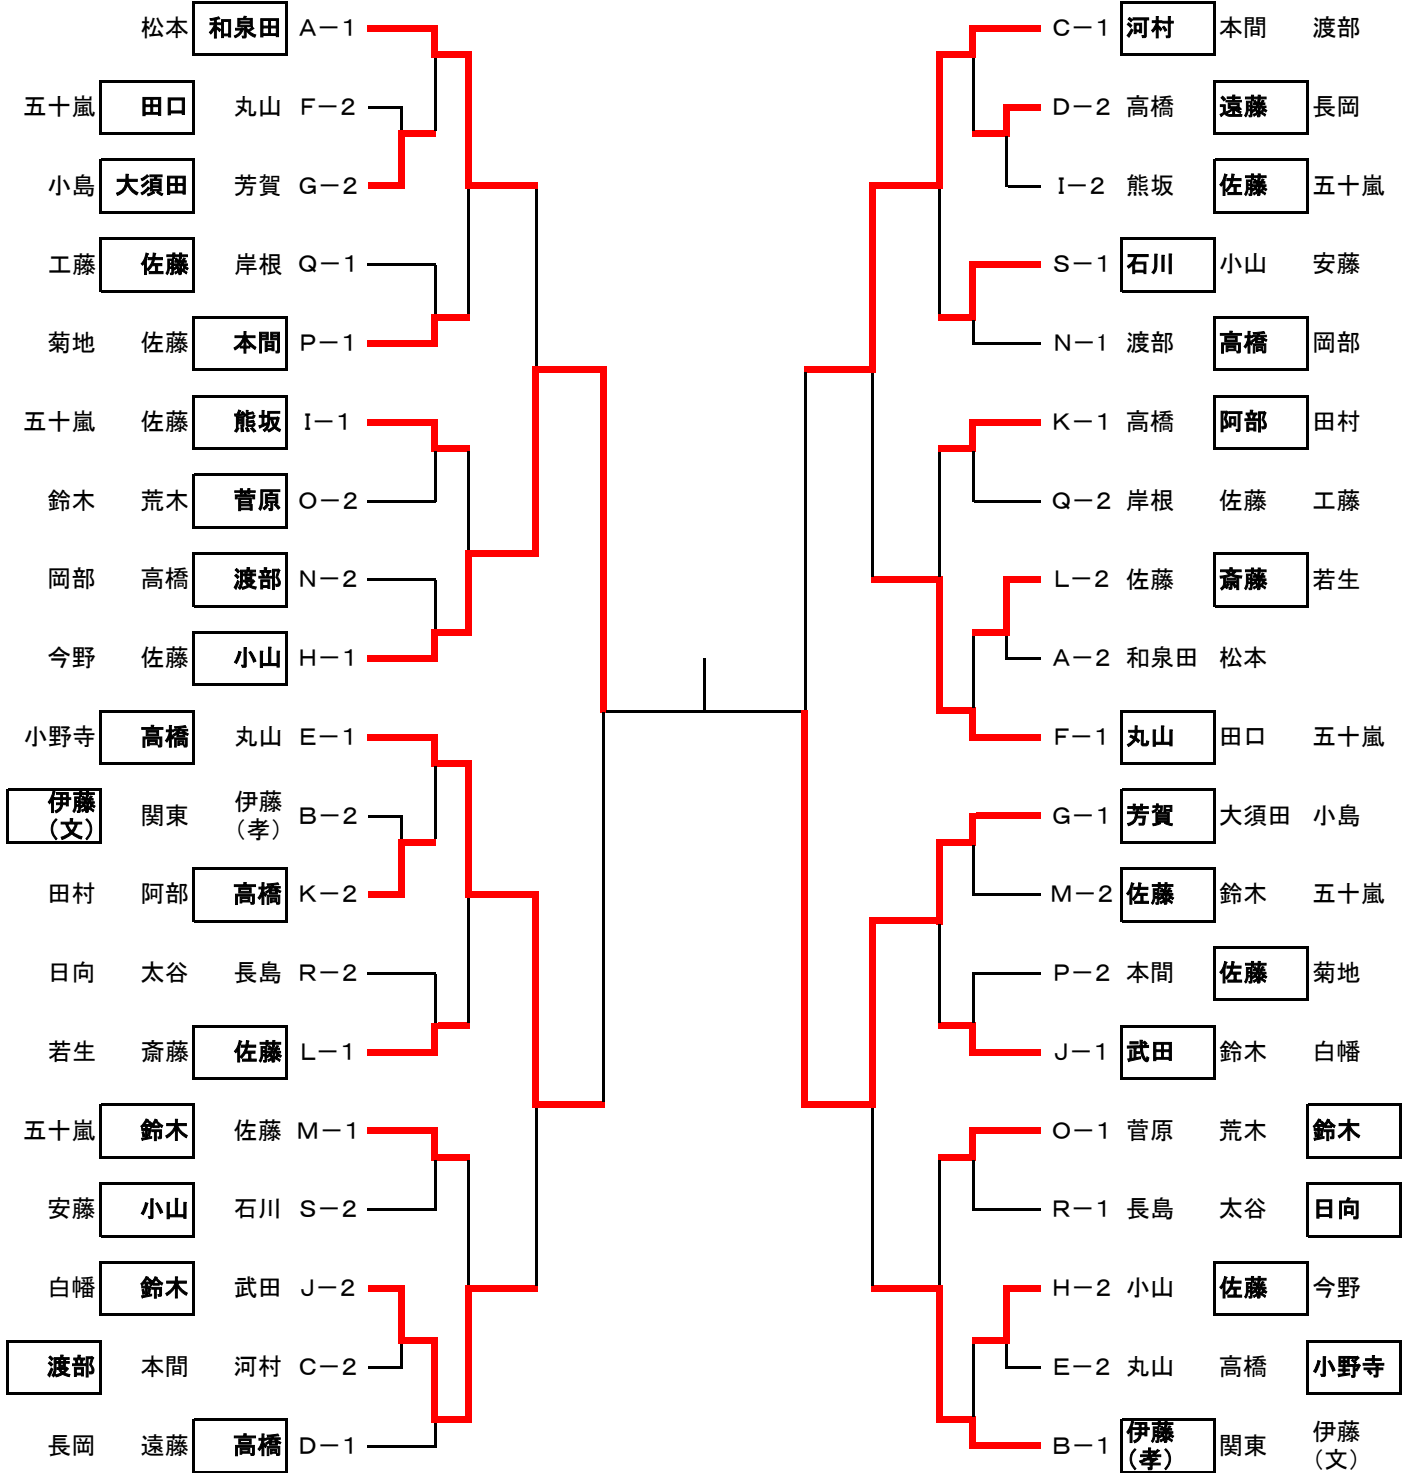 松本 和泉田 A－1
五十嵐 田口 丸山 F－2
小島 大須田 芳賀 G－2
工藤 佐藤 岸根 Q－1
菊地 佐藤 本間 P－1
五十嵐 佐藤 熊坂 I－1
鈴木 荒木 菅原 O－2
岡部 高橋 渡部 N－2
今野 佐藤 小山 H－1
小野寺 高橋 丸山 E－1
伊藤（文） 関東 伊藤（孝） B－2
田村 阿部 高橋 K－2
日向 太谷 長島 R－2
若生 斎藤 佐藤 L－1
五十嵐 鈴木 佐藤 M－1
安藤 小山 石川 S－2
白幡 鈴木 武田 J－2
渡部 本間 河村 C－2
長岡 遠藤 高橋 D－1
C－1 河村 本間 渡部
D－2 高橋 遠藤 長岡
I－2 熊坂 佐藤 五十嵐
S－1 石川 小山 安藤
N－1 渡部 高橋 岡部
K－1 高橋 阿部 田村
Q－2 岸根 佐藤 工藤
L－2 佐藤 斎藤 若生
A－2 和泉田 松本
F－1 丸山 田口 五十嵐
G－1 芳賀 大須田 小島
M－2 佐藤 鈴木 五十嵐
P－2 本間 佐藤 菊地
J－1 武田 鈴木 白幡
O－1 菅原 荒木 鈴木
R－1 長島 太谷 日向
H－2 小山 佐藤 今野
E－2 丸山 高橋 小野寺
B－1 伊藤（孝） 関東 伊藤（文）